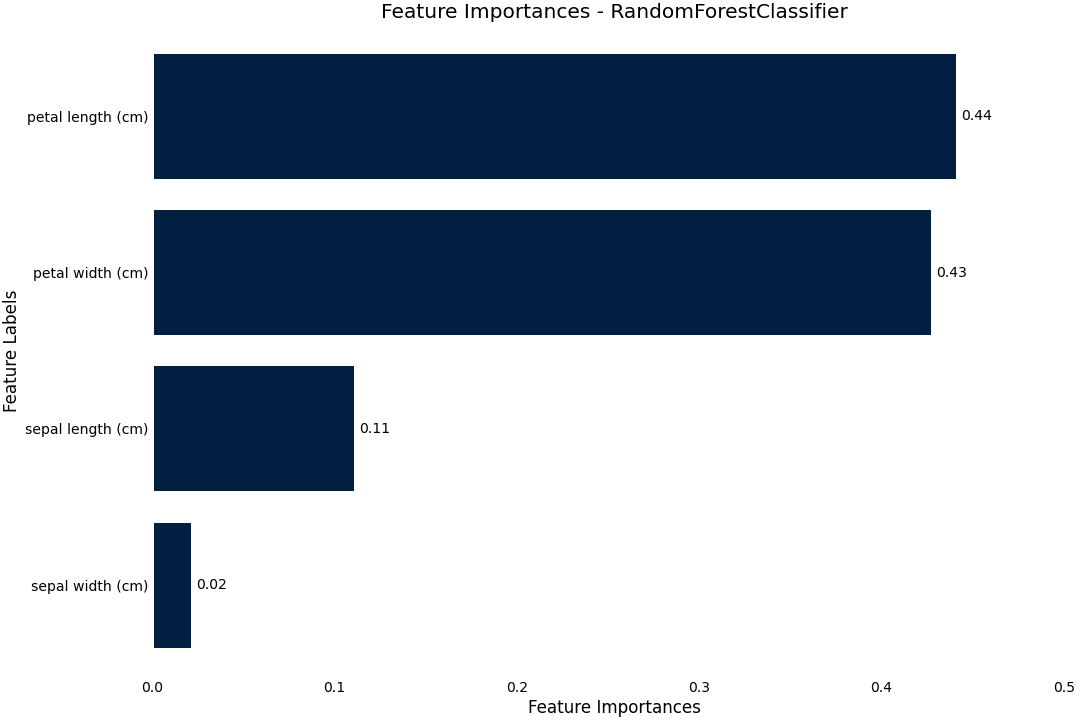 Feature Importances - RandomForestClassifier
petal length (cm)
0.44
petal width (cm)
0.43
Feature Labels
sepal length (cm)
0.11
sepal width (cm)
0.02
0.0 0.1 0.2 0.3 0.4 0.5
Feature Importances